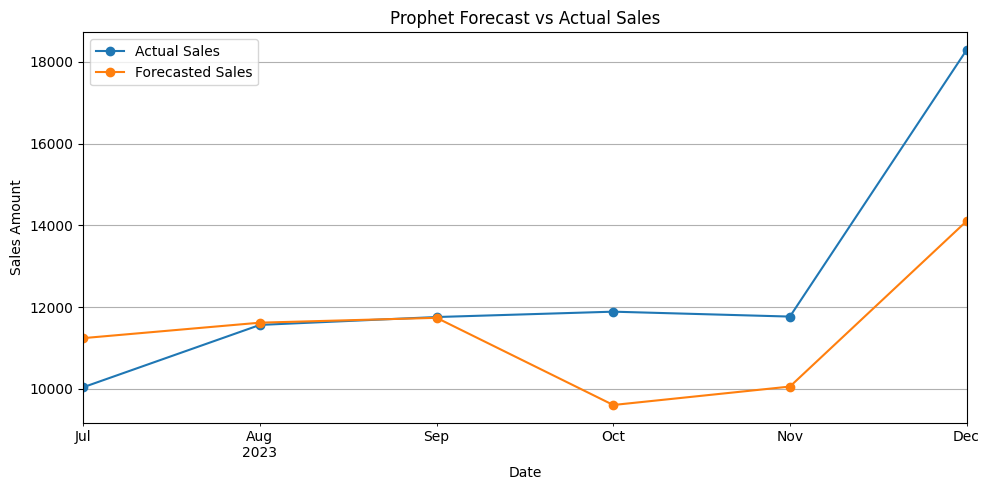 Prophet Forecast vs Actual Sales
Actual Sales
Forecasted Sales
Sales Amount
18000
16000
14000
12000
10000
Jul
Aug
2023
Sep
Oct
Nov
Dec
Date